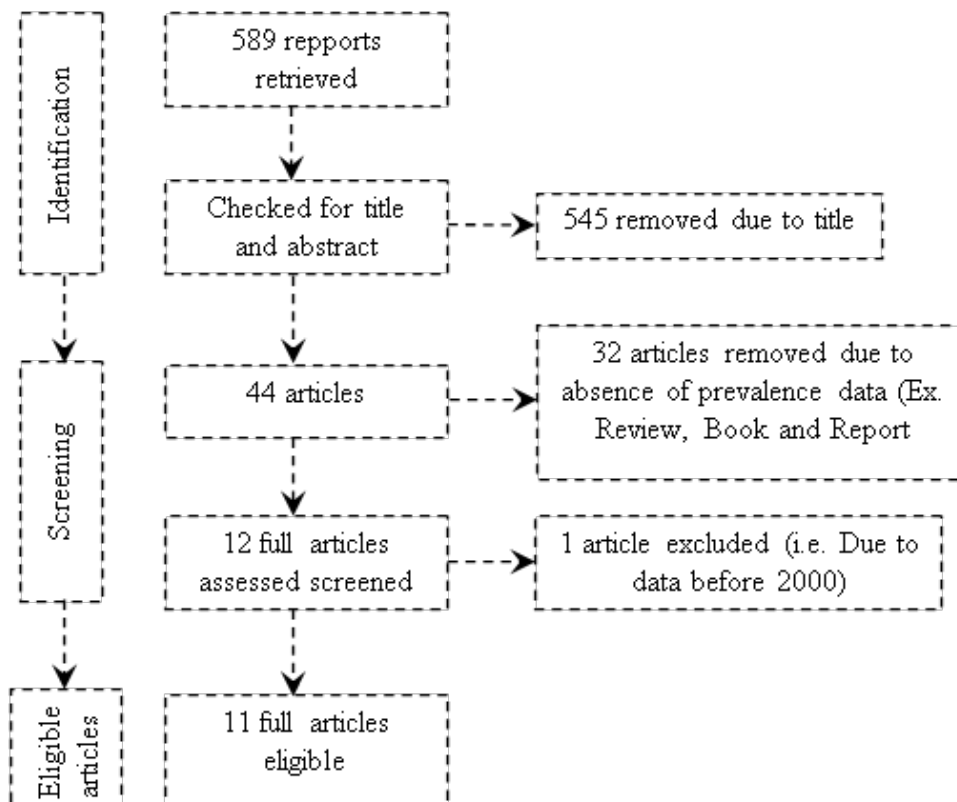 Identification
589 repports
retrieved
Checked for title
and abstract
545 removed due to title
Screening
44 articles
32 articles removed due to
absence of prevalence data (Ex.
Review, Book and Report
12 full articles
assessed screened
1 article excluded (i.e. Due to
data before 2000)
Eligible
articles
11 full articles
eligible